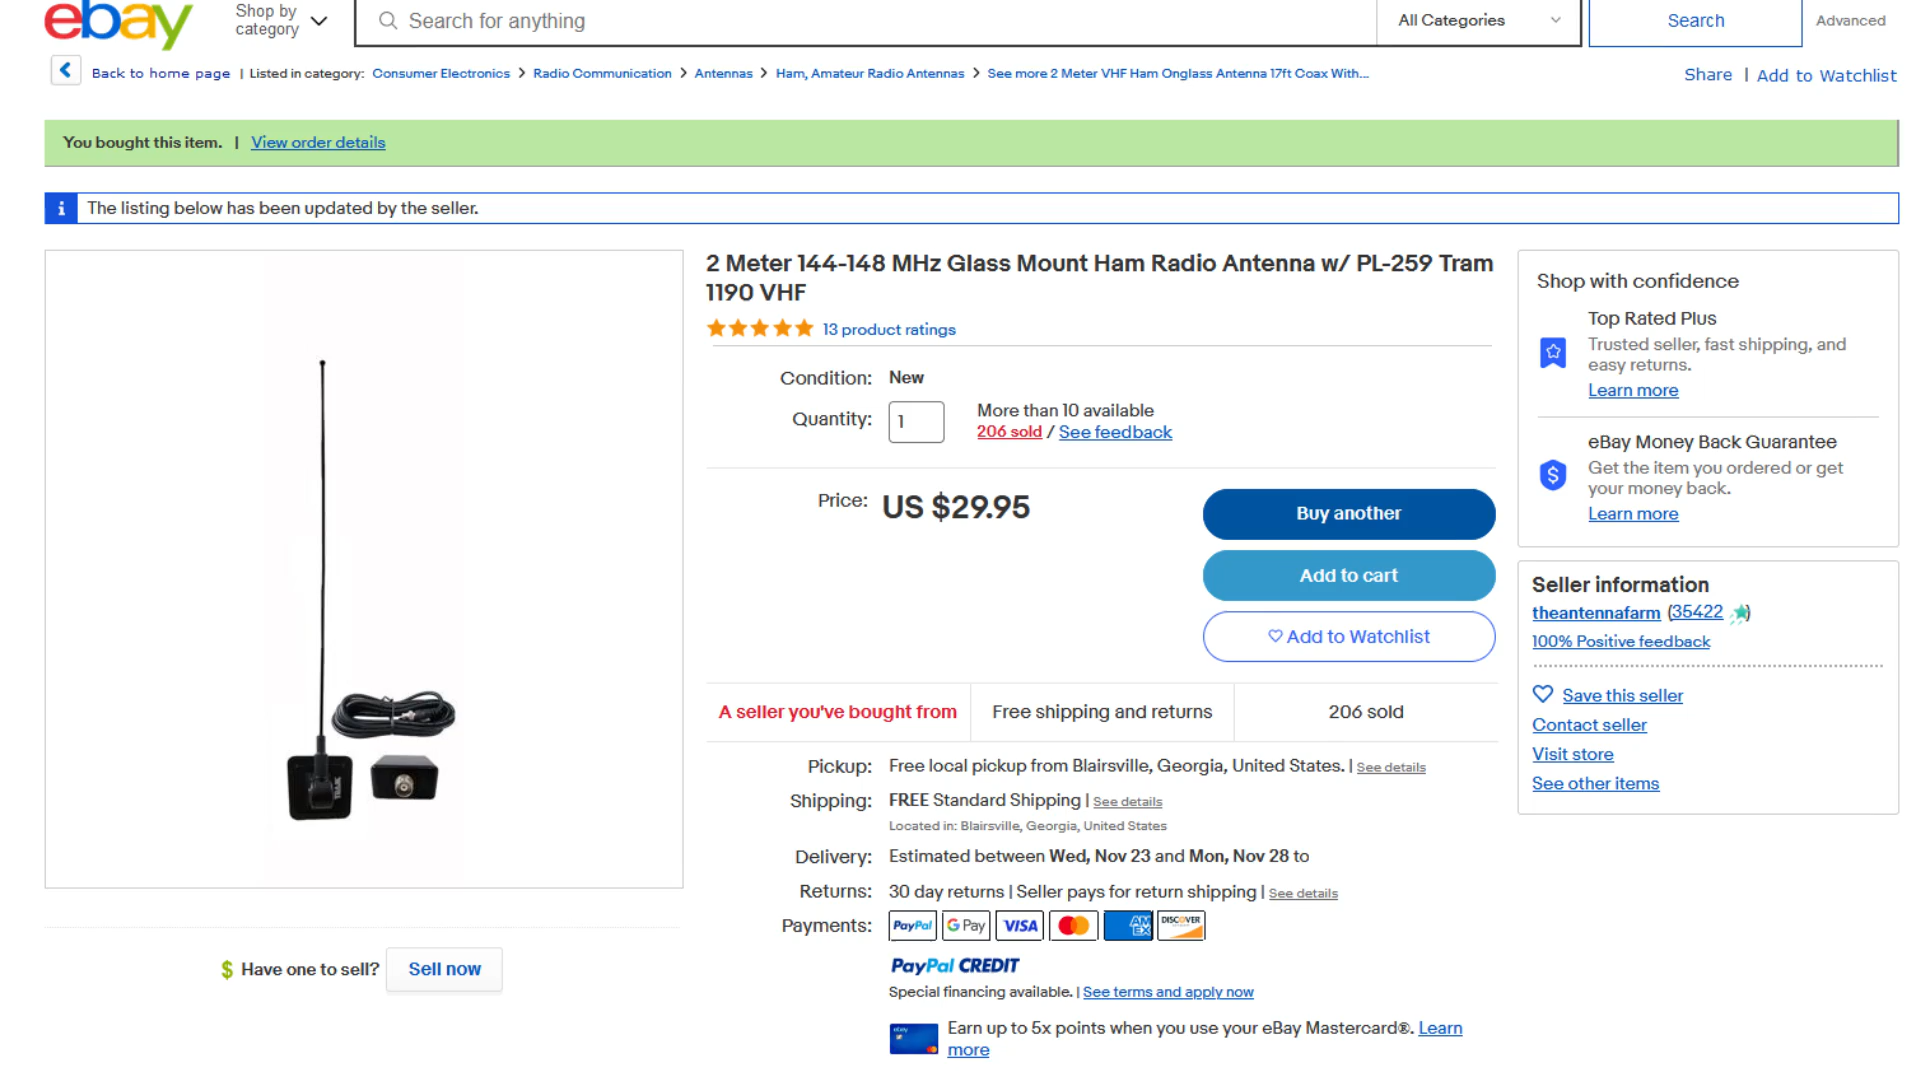 ebay
Shop by
category
Search for anything
All Categories
Search
Advanced
Back to home page | Listed in category: Consumer Electronics > Radio Communication > Antennas > Ham, Amateur Radio Antennas > See more 2 Meter VHF Ham Onglass Antenna 17ft Coax With...
Share | Add to Watchlist
You bought this item. | View order details
i The listing below has been updated by the seller.
2 Meter 144-148 MHz Glass Mount Ham Radio Antenna w/ PL-259 Tram
1190 VHF
13 product ratings
Condition: New
Quantity: 1
More than 10 available
206 sold / See feedback
Price: US $29.95
Buy another
Add to cart
Add to Watchlist
A seller you've bought from
Free shipping and returns
206 sold
Pickup: Free local pickup from Blairsville, Georgia, United States. | See details
Shipping: FREE Standard Shipping | See details
Located in: Blairsville, Georgia, United States
Delivery: Estimated between Wed, Nov 23 and Mon, Nov 28 to
Returns: 30 day returns | Seller pays for return shipping | See details
Payments: PayPal G Pay VISA AM EX DISCOVER
PayPal CREDIT
Special financing available. | See terms and apply now
ebay
Earn up to 5x points when you use your eBay Mastercard®. Learn
more
TRAM
$ Have one to sell? Sell now
Shop with confidence
Top Rated Plus
Trusted seller, fast shipping, and
easy returns.
Learn more
eBay Money Back Guarantee
$
Get the item you ordered or get
your money back.
Learn more
Seller information
theantennafarm (35422)
100% Positive feedback
Save this seller
Contact seller
Visit store
See other items